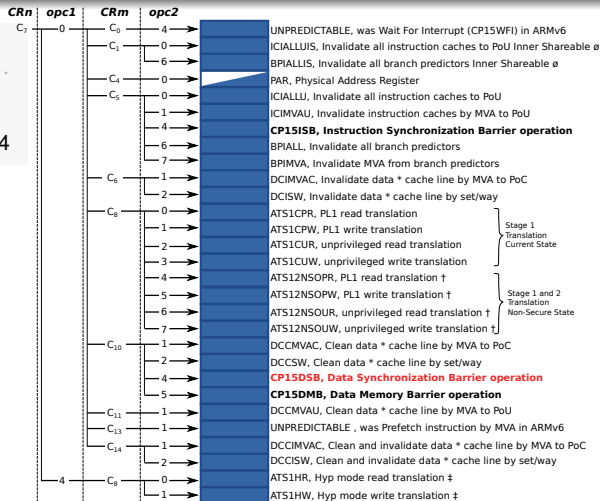 CRn opc1 CRm opc2
C7 0 C0 4 UNPREDICTABLE, was Wait For Interrupt (CP15WFI) in ARMv6
C1 0 ICIALLUIS, Invalidate all instruction caches to PoU Inner Shareable ø
6 BPIALLIS, Invalidate all branch predictors Inner Shareable ø
C4 0 PAR, Physical Address Register
C5 0 ICIALLU, Invalidate all instruction caches to PoU
1 ICIMVAU, Invalidate instruction caches by MVA to PoU
4 CP15ISB, Instruction Synchronization Barrier operation
6 BPIALL, Invalidate all branch predictors
7 BPIMVA, Invalidate MVA from branch predictors
C6 1 DCIMVAC, Invalidate data * cache line by MVA to PoC
2 DCISW, Invalidate data * cache line by set/way
C8 0 ATS1CPR, PL1 read translation
1 ATS1CPW, PL1 write translation
2 ATS1CUR, unprivileged read translation
3 ATS1CUW, unprivileged write translation
Stage 1
Translation
Current State
4 ATS12NSOPR, PL1 read translation †
5 ATS12NSOPW, PL1 write translation †
6 ATS12NSOUR, unprivileged read translation †
7 ATS12NSOUW, unprivileged write translation †
Stage 1 and 2
Translation
Non-Secure State
C10 1 DCCMVAC, Clean data * cache line by MVA to PoC
2 DCCSW, Clean data * cache line by set/way
4 CP15DSB, Data Synchronization Barrier operation
5 CP15DMB, Data Memory Barrier operation
C11 1 DCCMVAU, Clean data * cache line by MVA to PoU
C13 1 UNPREDICTABLE , was Prefetch instruction by MVA in ARMv6
C14 1 DCCIMVAC, Clean and invalidate data * cache line by MVA to PoC
2 DCCISW, Clean and invalidate data * cache line by set/way
4 C8 0 ATS1HR, Hyp mode read translation ‡
1 ATS1HW, Hyp mode write translation ‡
4